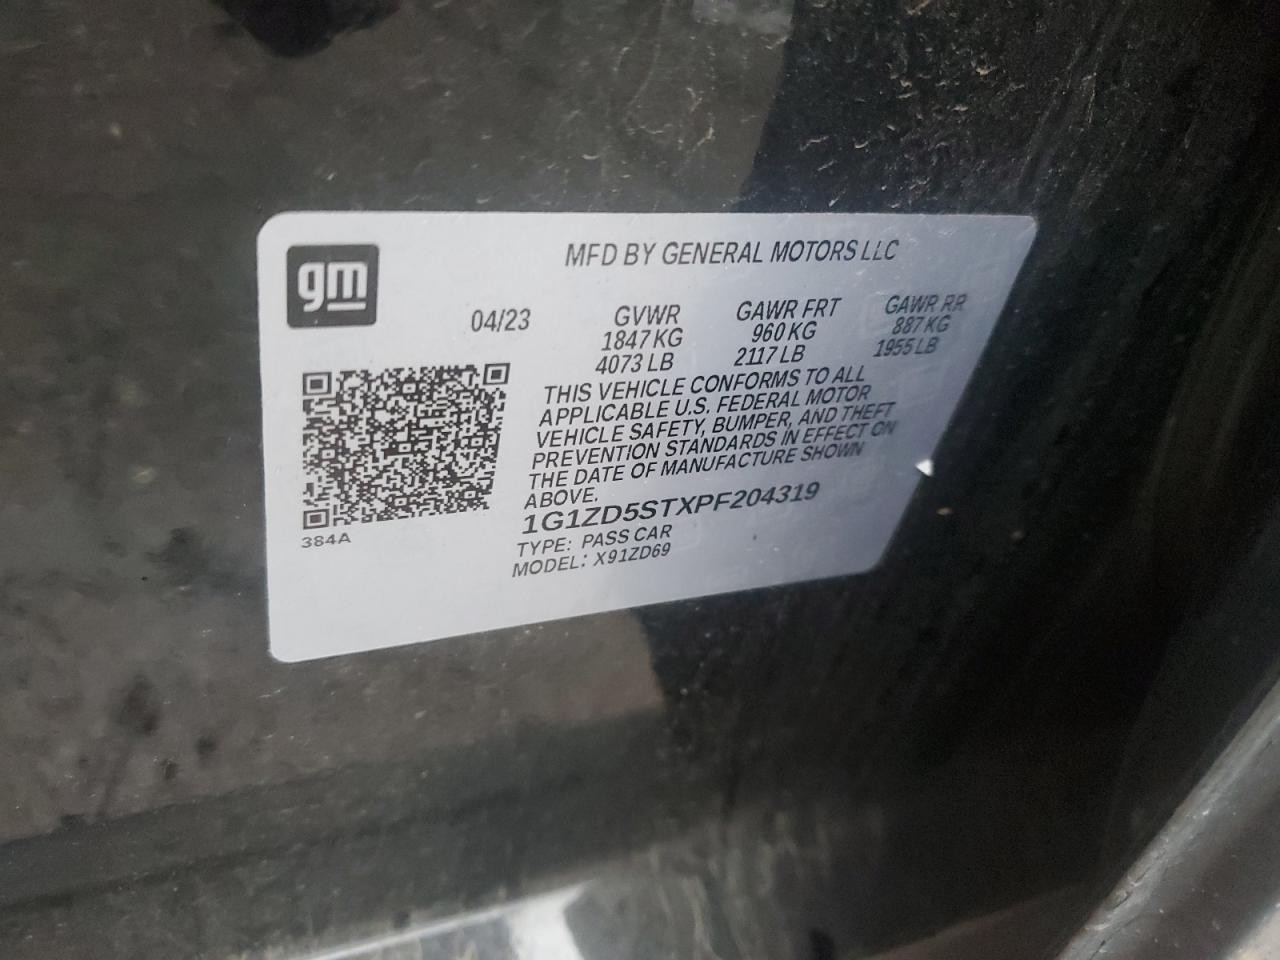 gm
MFD BY GENERAL MOTORS LLC
04/23 GVWR GAWR FRT GAWR RR
1847 KG 960 KG 887 KG
4073 LB 2117 LB 1955 LB
THIS VEHICLE CONFORMS TO ALL
APPLICABLE U.S. FEDERAL MOTOR
VEHICLE SAFETY, BUMPER, AND THEFT
PREVENTION STANDARDS IN EFFECT ON
THE DATE OF MANUFACTURE SHOWN
ABOVE.
1G1ZD5STXPF204319
TYPE: PASS CAR
MODEL: X91ZD69
384A